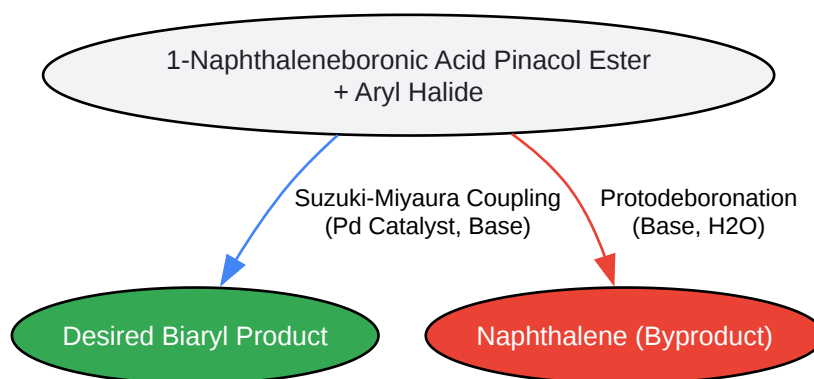 1-Naphthaleneboronic Acid Pinacol Ester
+ Aryl Halide
Suzuki-Miyaura Coupling
(Pd Catalyst, Base)
Protodeboronation
(Base, H2O)
Desired Biaryl Product
Naphthalene (Byproduct)